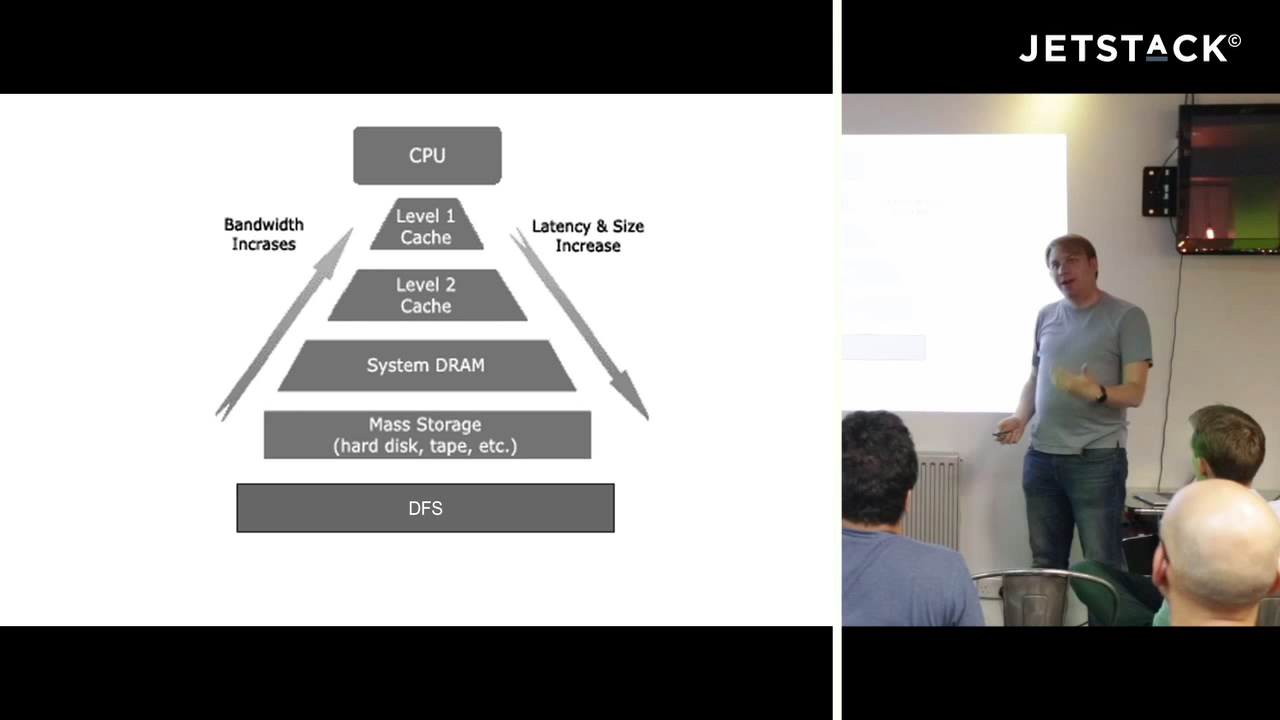 JETSTACK©
CPU
Level 1
Cache
Bandwidth
Incrases
Latency & Size
Increase
Level 2
Cache
System DRAM
Mass Storage
(hard disk, tape, etc.)
DFS